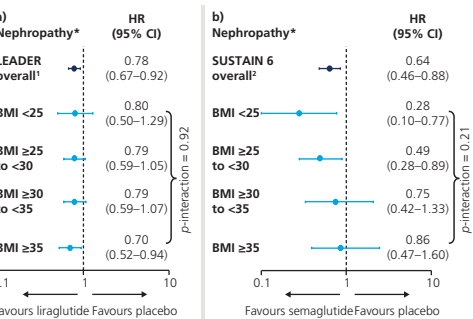 a)
Nephropathy*
HR
(95% CI)
LEADER
overall¹
0.78
(0.67–0.92)
BMI <25
0.80
(0.50–1.29)
BMI ≥25
to <30
0.79
(0.59–1.05)
BMI ≥30
to <35
0.79
(0.59–1.07)
BMI ≥35
0.70
(0.52–0.94)
p-interaction = 0.92
0.1
1
10
Favours liraglutide Favours placebo
b)
Nephropathy*
HR
(95% CI)
SUSTAIN 6
overall²
0.64
(0.46–0.88)
BMI <25
0.28
(0.10–0.77)
BMI ≥25
to <30
0.49
(0.28–0.89)
BMI ≥30
to <35
0.75
(0.42–1.33)
BMI ≥35
0.86
(0.47–1.60)
p-interaction = 0.21
0.1
1
10
Favours semaglutide Favours placebo